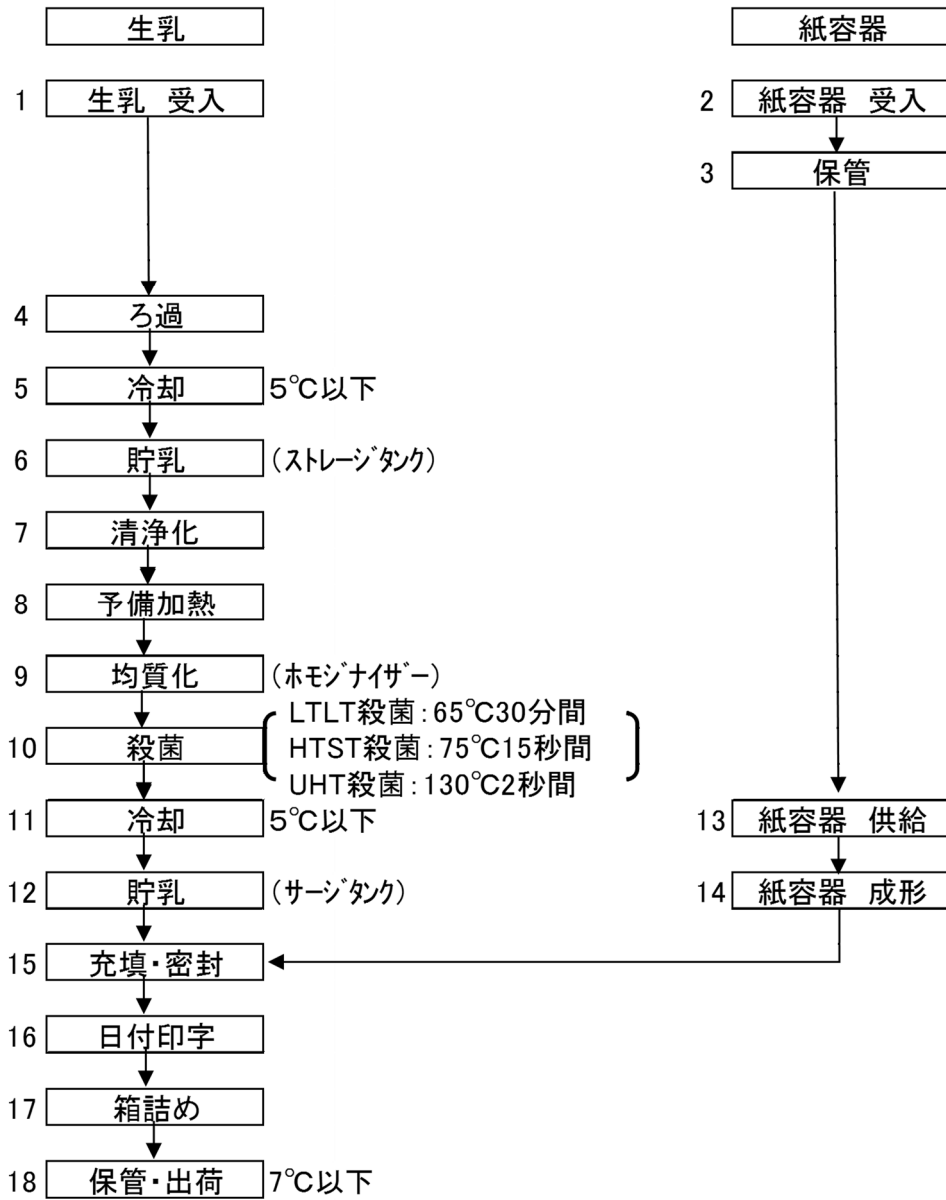 生乳 紙容器
1 生乳 受入 2 紙容器 受入
3 保管
4 ろ過
5 冷却 5℃以下
6 貯乳 (ストレージタンク)
7 清浄化
8 予備加熱
9 均質化 (ホモジナイザー)
LTLT殺菌:65℃30分間
10 殺菌 HTST殺菌:75℃15秒間
UHT殺菌:130℃2秒間
11 冷却 5℃以下 13 紙容器 供給
12 貯乳 (サージタンク) 14 紙容器 成形
15 充填・密封
16 日付印字
17 箱詰め
18 保管・出荷 7℃以下